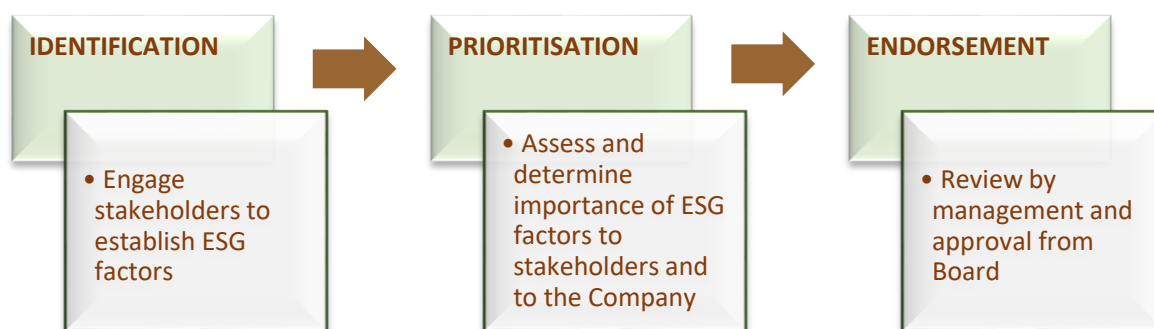 IDENTIFICATION
• Engage
stakeholders to
establish ESG
factors
PRIORITISATION
• Assess and
determine
importance of ESG
factors to
stakeholders and
to the Company
ENDORSEMENT
• Review by
management and
approval from
Board